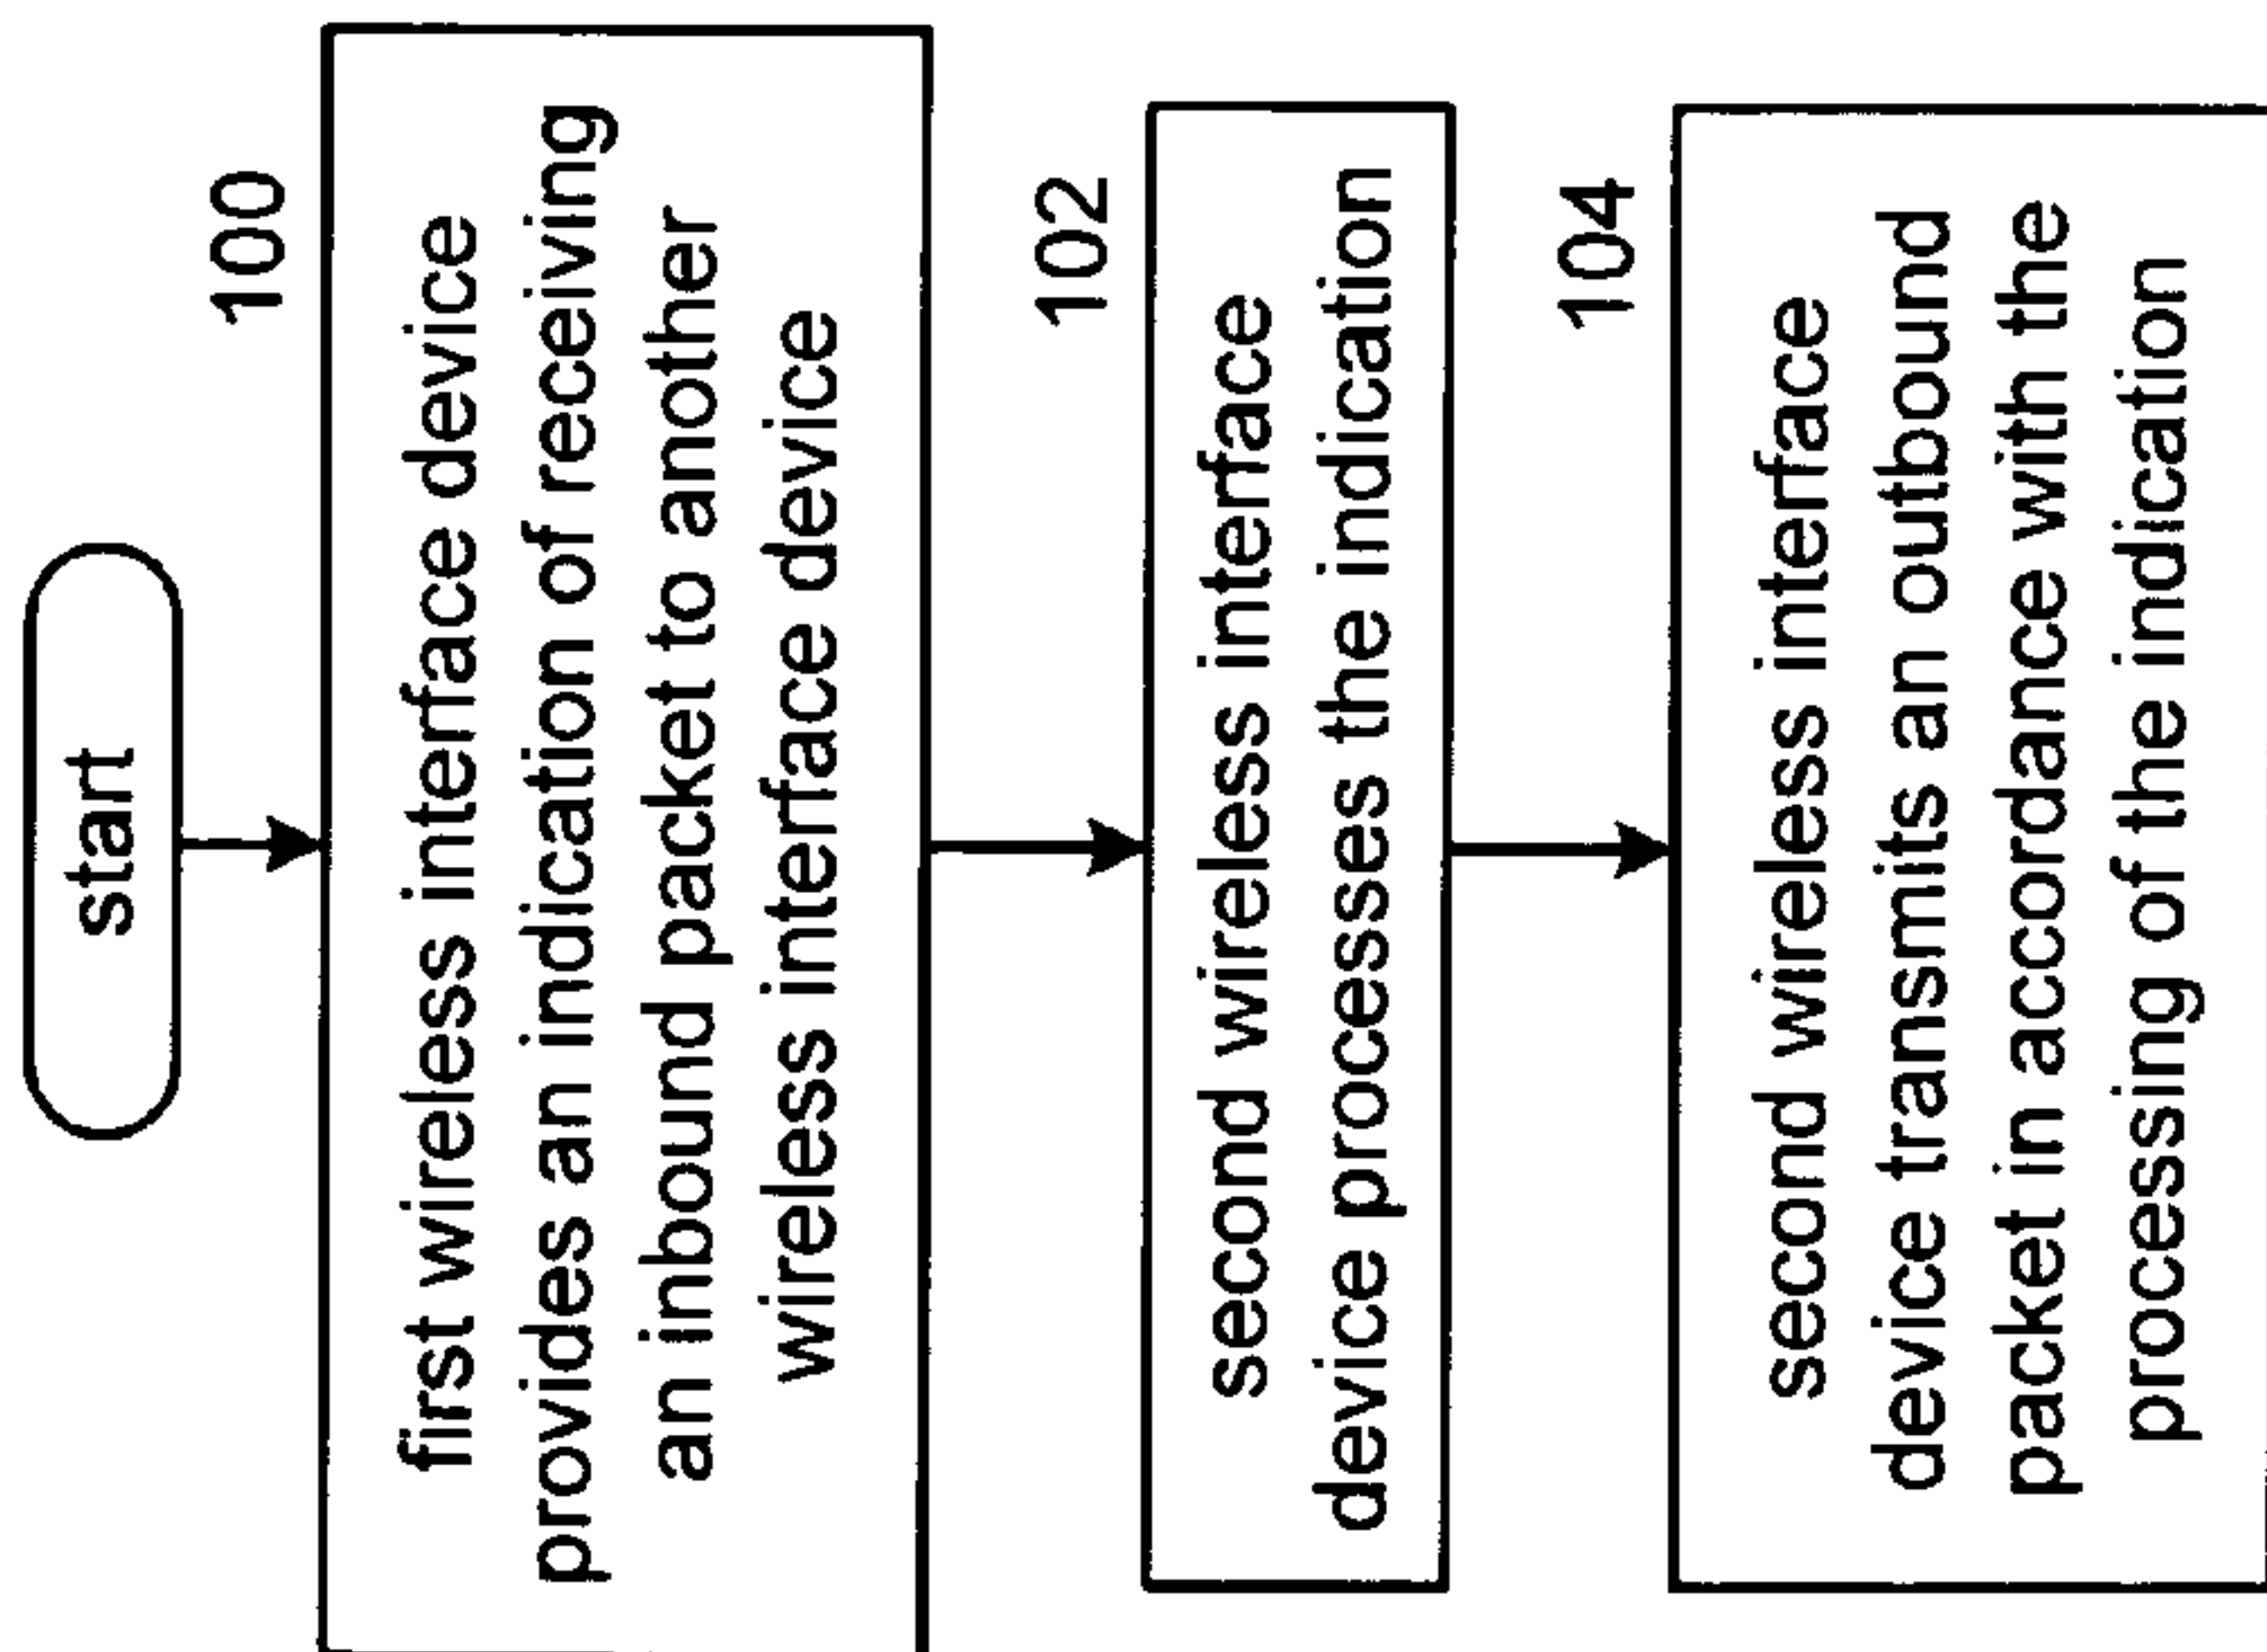 start
100
first wireless interface device
provides an indication of receiving
an inbound packet to another
wireless interface device
102
second wireless interface
device processes the indication
104
second wireless interface
device transmits an outbound
packet in accordance with the
processing of the indication